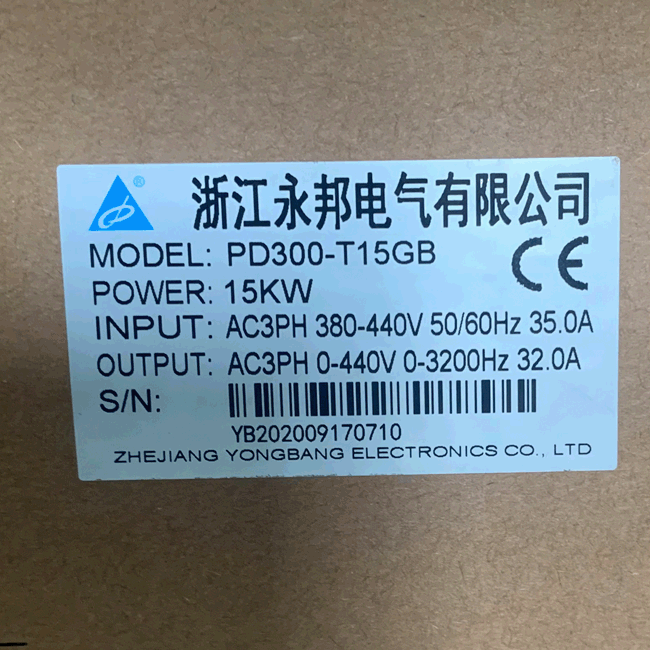 ®
浙江永邦电气有限公司
MODEL: PD300-T15GB
CE
POWER: 15KW
INPUT: AC3PH 380-440V 50/60Hz 35.0A
OUTPUT: AC3PH 0-440V 0-3200Hz 32.0A
S/N:
YB202009170710
ZHEJIANG YONGBANG ELECTRONICS CO., LTD